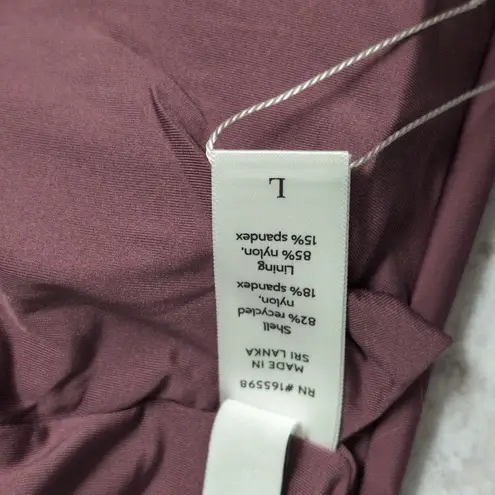 RN #165598
MADE IN
SRI LANKA
Shell
82% recycled
nylon,
18% spandex
Lining
85% nylon,
15% spandex
L